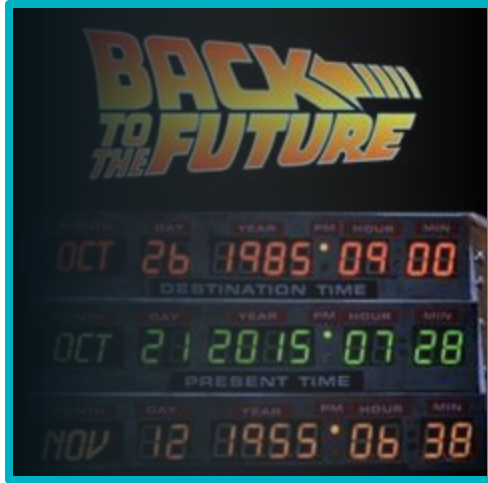 BACK
TO
THE FUTURE
MONTH DAY YEAR PM HOUR MIN
OCT 26 1985 09 00
DESTINATION TIME
DAY YEAR PM HOUR MIN
OCT 21 2015 07 28
PRESENT TIME
MONTH DAY YEAR PM HOUR MIN
NOV 12 1955 06 38